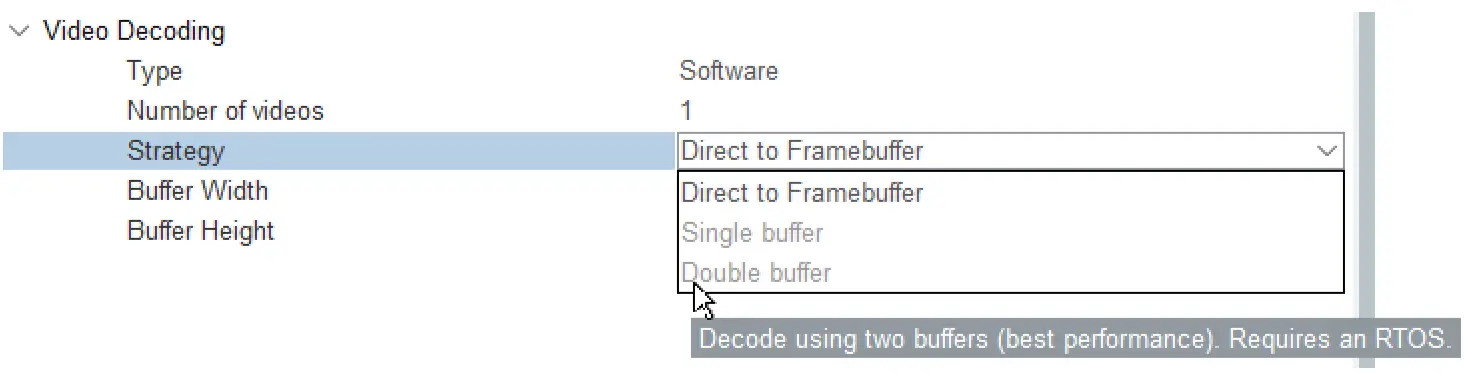 Video Decoding
Type Software
Number of videos 1
Strategy Direct to Framebuffer
Buffer Width Direct to Framebuffer
Buffer Height Single buffer
Double buffer
Decode using two buffers (best performance). Requires an RTOS.